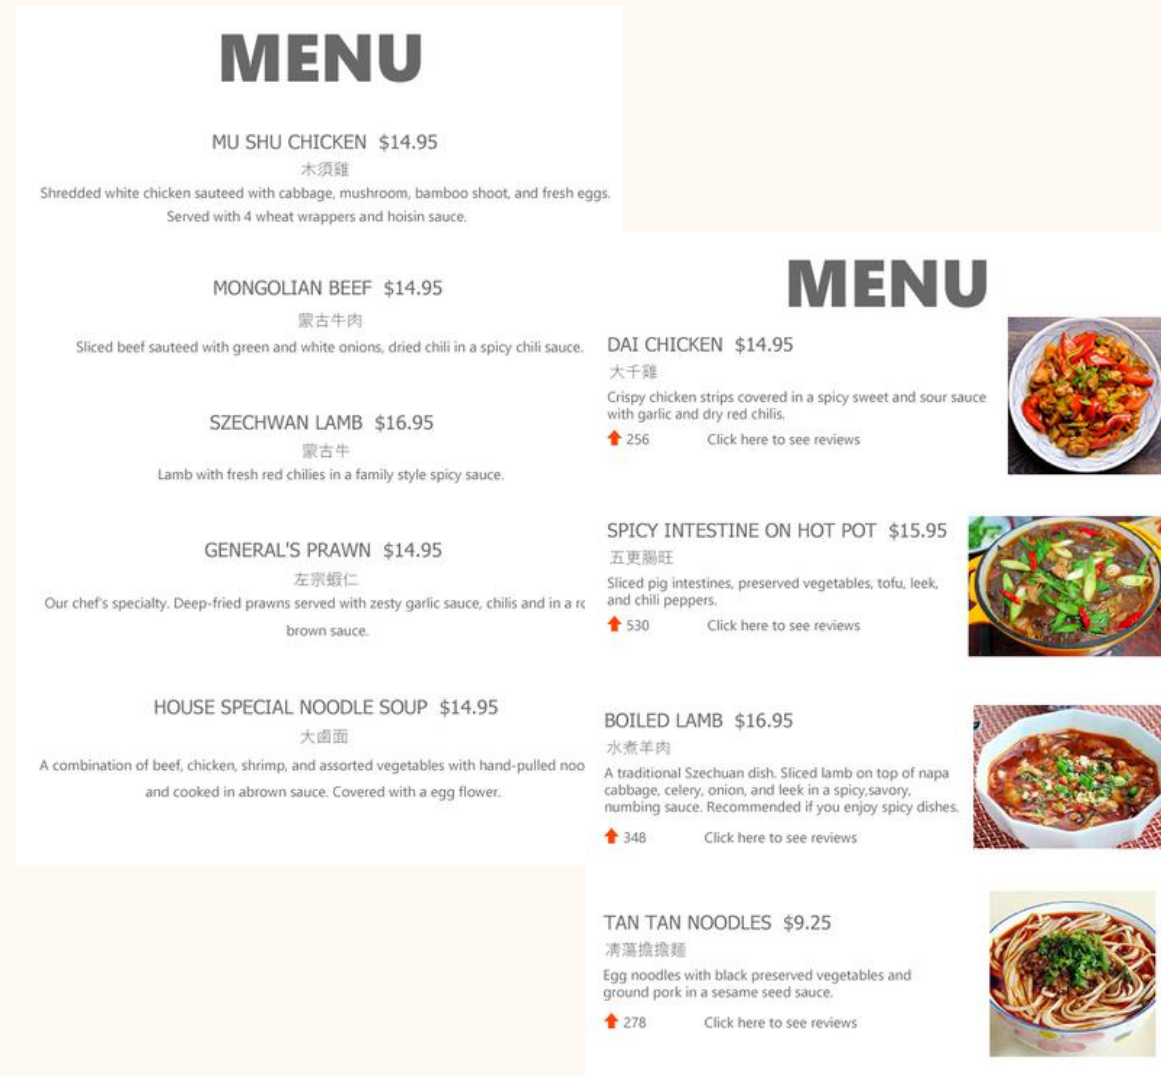 MENU
MU SHU CHICKEN $14.95
木須雞
Shredded white chicken sauteed with cabbage, mushroom, bamboo shoot, and fresh eggs.
Served with 4 wheat wrappers and hoisin sauce.
MONGOLIAN BEEF $14.95
蒙古牛肉
Sliced beef sauteed with green and white onions, dried chili in a spicy chili sauce.
SZECHWAN LAMB $16.95
蒙古牛
Lamb with fresh red chilies in a family style spicy sauce.
GENERAL'S PRAWN $14.95
左宗蝦仁
Our chef's specialty. Deep-fried prawns served with zesty garlic sauce, chilis and in a
brown sauce.
HOUSE SPECIAL NOODLE SOUP $14.95
大鹵面
A combination of beef, chicken, shrimp, and assorted vegetables with hand-pulled
and cooked in abrown sauce. Covered with a egg flower.
MENU
DAI CHICKEN $14.95
大千雞
Crispy chicken strips covered in a spicy sweet and sour sauce
with garlic and dry red chilis.
256 Click here to see reviews
SPICY INTESTINE ON HOT POT $15.95
五更腸旺
Sliced pig intestines, preserved vegetables, tofu, leek,
and chili peppers.
530 Click here to see reviews
BOILED LAMB $16.95
水煮羊肉
A traditional Szechuan dish. Sliced lamb on top of napa
cabbage, celery, onion, and leek in a spicy,savory,
numbing sauce. Recommended if you enjoy spicy dishes.
348 Click here to see reviews
TAN TAN NOODLES $9.25
凊蕩擔擔麵
Egg noodles with black preserved vegetables and
ground pork in a sesame seed sauce.
278 Click here to see reviews